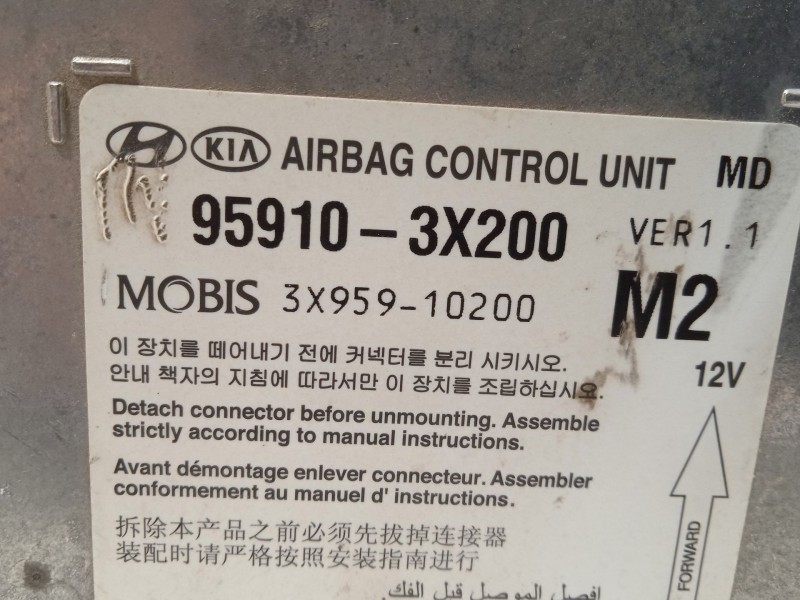 KIA AIRBAG CONTROL UNIT MD
95910-3X200 VER1.1
MOBIS 3X959-10200 M2
이 장치를 떼어내기 전에 커넥터를 분리 시키시오.
안내 책자의 지침에 따라서만 이 장치를 조립하십시요.
12V
Detach connector before unmounting. Assemble
strictly according to manual instructions.
Avant démontage enlever connecteur. Assembler
conformement au manuel d' instructions.
拆除本产品之前必须先拔掉连接器
装配时请严格按照安装指南进行
FORWARD
افصل الموصل قبل الفك.